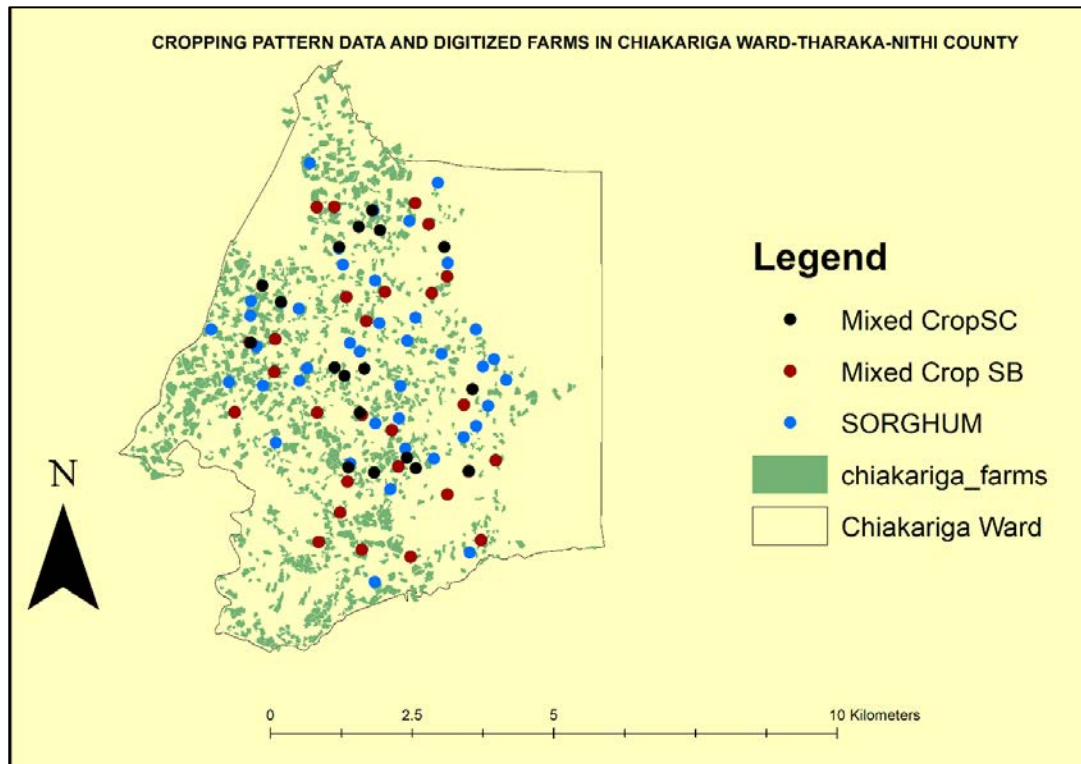 CROPPING PATTERN DATA AND DIGITIZED FARMS IN CHIAKARIGA WARD-THARAKA-NITHI COUNTY
Legend
Mixed CropSC
Mixed Crop SB
SORGHUM
chiakariga_farms
Chiakariga Ward
N
0 2.5 5 10 Kilometers